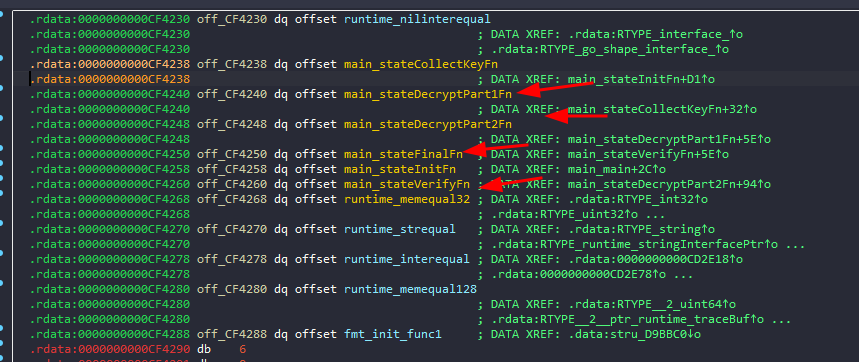 .rdata:0000000000CF4230 off_CF4230 dq offset runtime_nilinterequal
.rdata:0000000000CF4230 ; DATA XREF: .rdata:RTYPE_interface_↑o
.rdata:0000000000CF4230 ; .rdata:RTYPE_go_shape_interface_↑o
.rdata:0000000000CF4238 off_CF4238 dq offset main_stateCollectKeyFn
.rdata:0000000000CF4238 ; DATA XREF: main_stateInitFn+D1↑o
.rdata:0000000000CF4240 off_CF4240 dq offset main_stateDecryptPart1Fn
.rdata:0000000000CF4240 ; DATA XREF: main_stateCollectKeyFn+32↑o
.rdata:0000000000CF4248 off_CF4248 dq offset main_stateDecryptPart2Fn
.rdata:0000000000CF4248 ; DATA XREF: main_stateDecryptPart1Fn+5E↑o
.rdata:0000000000CF4250 off_CF4250 dq offset main_stateFinalFn ; DATA XREF: main_stateVerifyFn+5E↑o
.rdata:0000000000CF4258 off_CF4258 dq offset main_stateInitFn ; DATA XREF: main_main+2C↑o
.rdata:0000000000CF4260 off_CF4260 dq offset main_stateVerifyFn ; DATA XREF: main_stateDecryptPart2Fn+94↑o
.rdata:0000000000CF4268 off_CF4268 dq offset runtime_memequal32 ; DATA XREF: .rdata:RTYPE_int32↑o
.rdata:0000000000CF4268 ; .rdata:RTYPE_uint32↑o ...
.rdata:0000000000CF4270 off_CF4270 dq offset runtime_strequal ; DATA XREF: .rdata:RTYPE_string↑o
.rdata:0000000000CF4270 ; .rdata:RTYPE_runtime_stringInterfacePtr↑o ...
.rdata:0000000000CF4278 off_CF4278 dq offset runtime_interequal ; DATA XREF: .rdata:0000000000CD2E18↑o
.rdata:0000000000CF4278 ; .rdata:0000000000CD2E78↑o ...
.rdata:0000000000CF4280 off_CF4280 dq offset runtime_memequal128
.rdata:0000000000CF4280 ; DATA XREF: .rdata:RTYPE__2_uint64↑o
.rdata:0000000000CF4280 ; .rdata:RTYPE__2__ptr_runtime_traceBuf↑o ...
.rdata:0000000000CF4288 off_CF4288 dq offset fmt_init_func1 ; DATA XREF: .data:stru_D9BBC0↓o
.rdata:0000000000CF4290 db 6